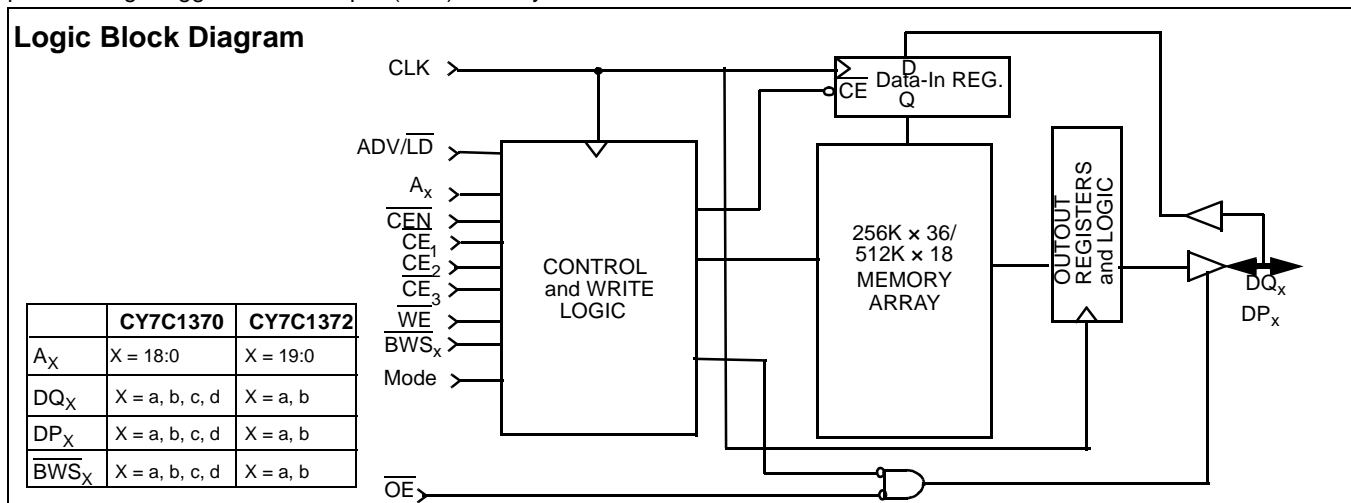 Logic Block Diagram
CLK
D
CE Data-In REG.
Q
ADV/LD
Ax
CEN
CE1
CE2
CE3
WE
BWSx
Mode
CONTROL
and WRITE
LOGIC
256K × 36/
512K × 18
MEMORY
ARRAY
OUTOUT
REGISTERS
and LOGIC
DQx
DPx
CY7C1370 CY7C1372
AX X = 18:0 X = 19:0
DQX X = a, b, c, d X = a, b
DPX X = a, b, c, d X = a, b
BWSX X = a, b, c, d X = a, b
OE